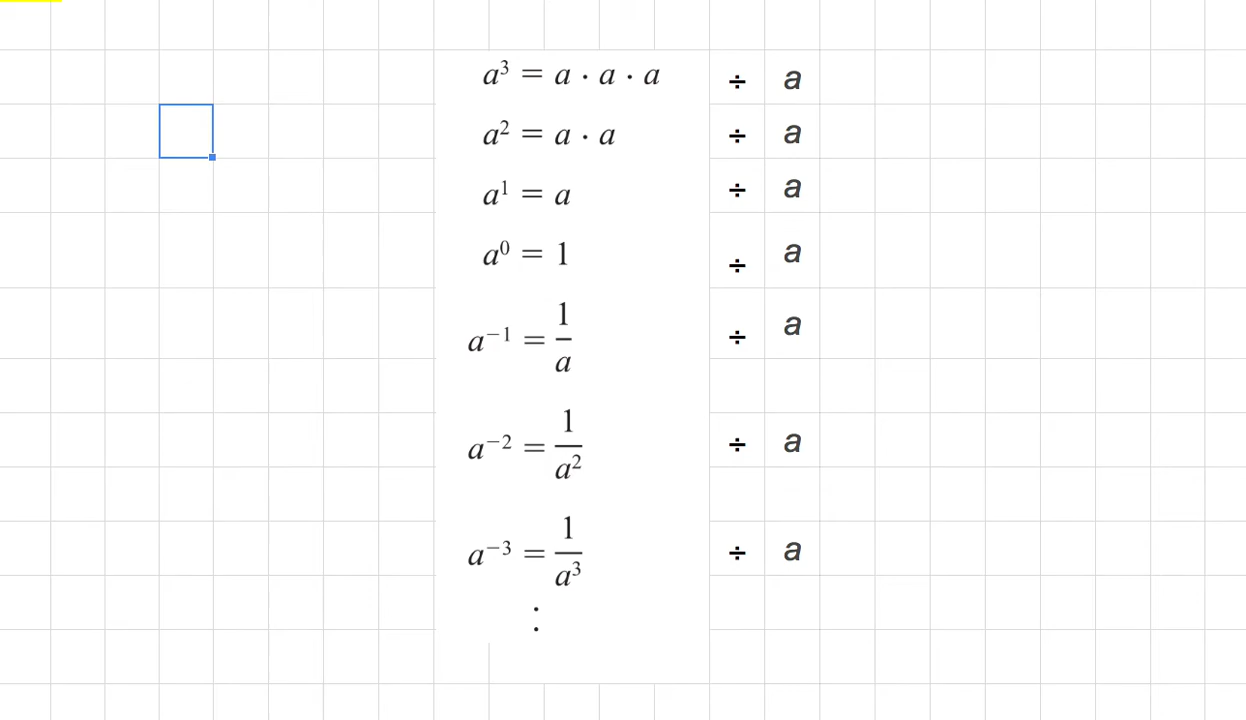 a³ = a · a · a ÷ a
a² = a · a ÷ a
a¹ = a ÷ a
a⁰ = 1 ÷ a
a⁻¹ = 1/a ÷ a
a⁻² = 1/a² ÷ a
a⁻³ = 1/a³ ÷ a
⋮